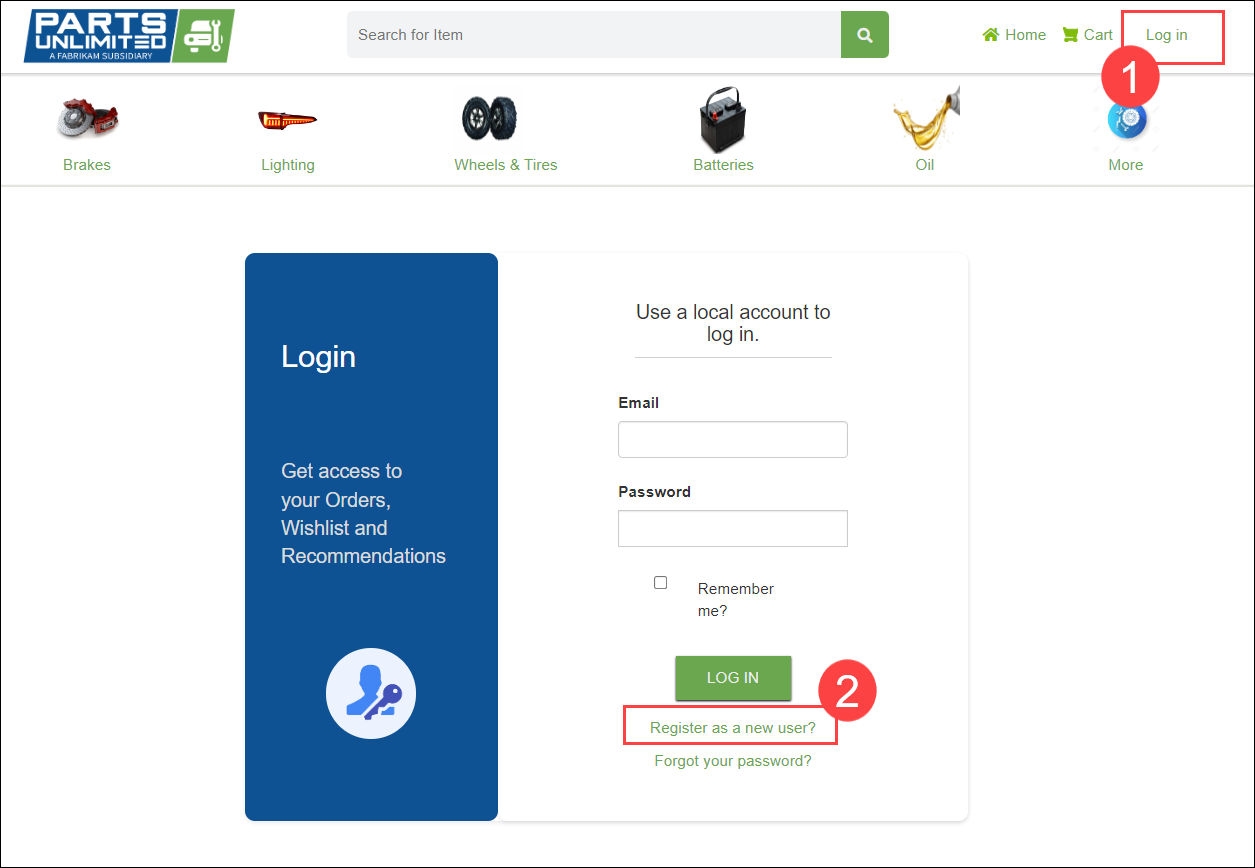 PARTS
UNLIMITED
A FABRIKAM SUBSIDIARY
Search for Item
Home
Cart
Log in
1
Brakes
Lighting
Wheels & Tires
Batteries
Oil
More
Login
Get access to
your Orders,
Wishlist and
Recommendations
Use a local account to
log in.
Email
Password
Remember
me?
LOG IN
2
Register as a new user?
Forgot your password?